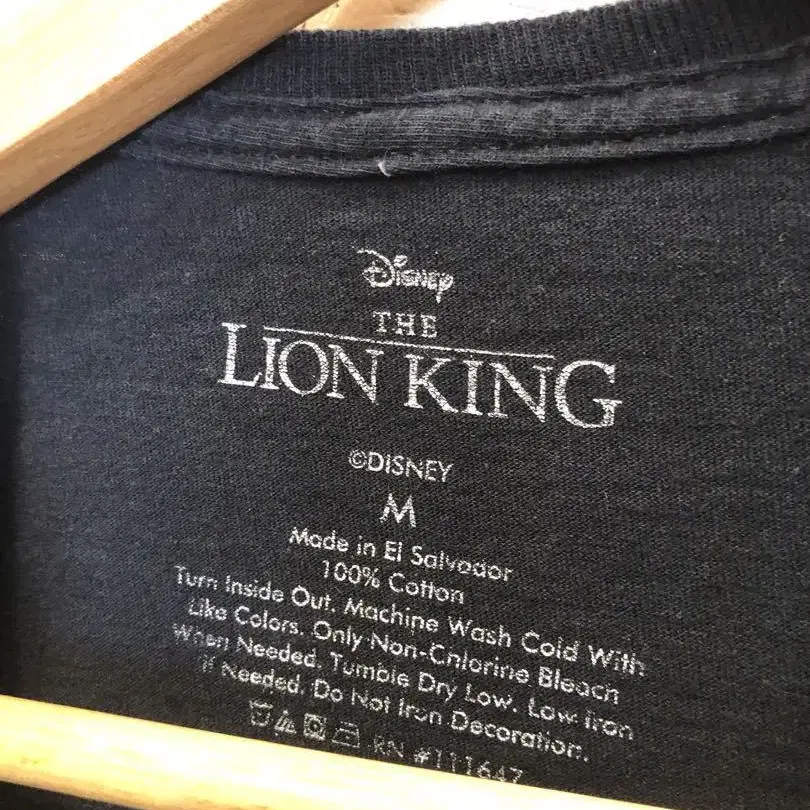 Disney
THE
LION KING
©DISNEY
M
Made in El Salvador
100% Cotton
Turn Inside Out. Machine Wash Cold With
Like Colors. Only Non-Chlorine Bleach
When Needed. Tumble Dry Low. Low Iron
If Needed. Do Not Iron Decoration.
RN #111647